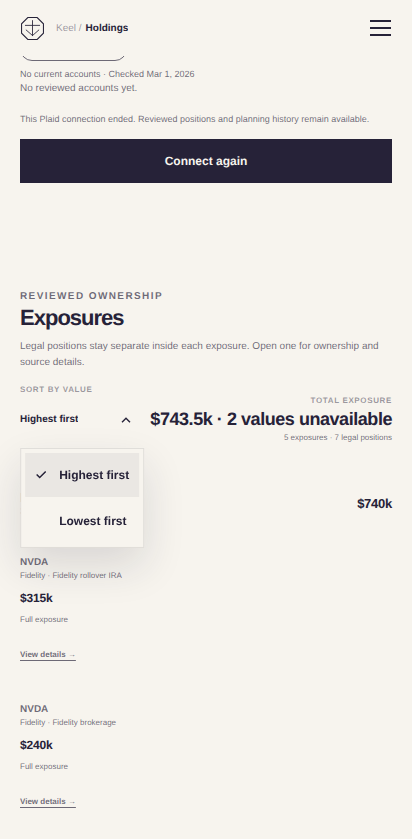 Keel / Holdings
No current accounts · Checked Mar 1, 2026
No reviewed accounts yet.
This Plaid connection ended. Reviewed positions and planning history remain available.
Connect again
REVIEWED OWNERSHIP
Exposures
Legal positions stay separate inside each exposure. Open one for ownership and
source details.
SORT BY VALUE
Highest first
TOTAL EXPOSURE
$743.5k · 2 values unavailable
5 exposures · 7 legal positions
Highest first
Lowest first
$740k
NVDA
Fidelity · Fidelity rollover IRA
$315k
Full exposure
View details →
NVDA
Fidelity · Fidelity brokerage
$240k
Full exposure
View details →